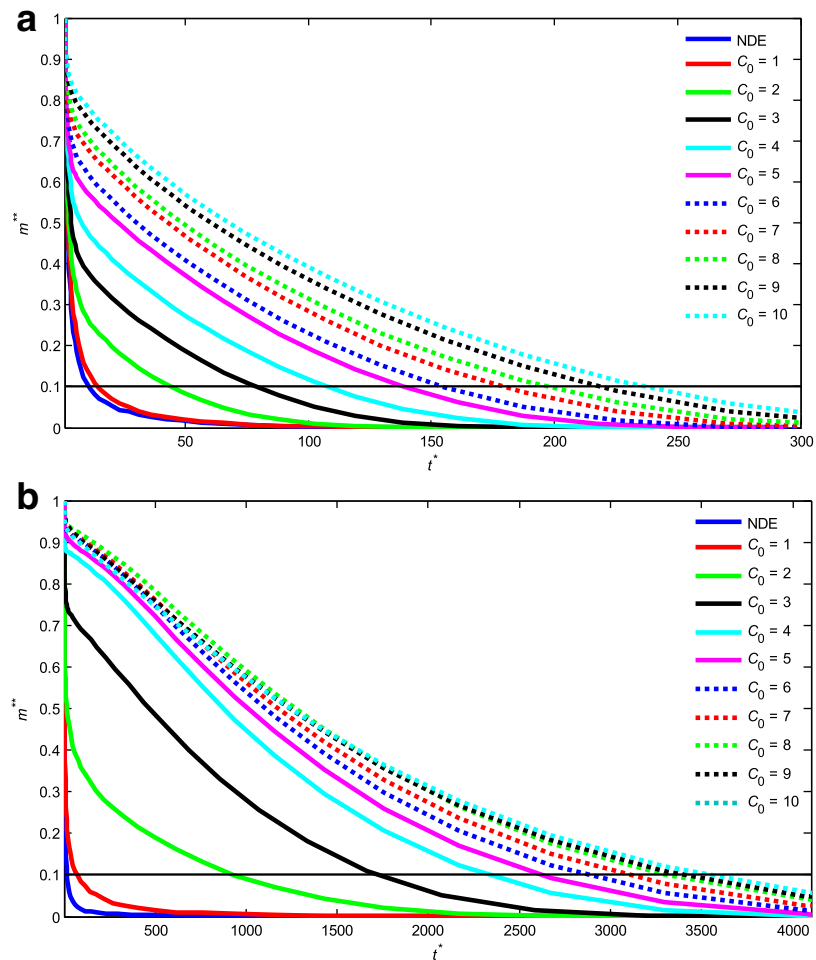 a
1
0.9
0.8
0.7
0.6
0.5
0.4
0.3
0.2
0.1
0
m**
50
100
150
200
250
300
t*
NDE
C0 = 1
C0 = 2
C0 = 3
C0 = 4
C0 = 5
C0 = 6
C0 = 7
C0 = 8
C0 = 9
C0 = 10
b
1
0.9
0.8
0.7
0.6
0.5
0.4
0.3
0.2
0.1
0
m**
500
1000
1500
2000
2500
3000
3500
4000
t*
NDE
C0 = 1
C0 = 2
C0 = 3
C0 = 4
C0 = 5
C0 = 6
C0 = 7
C0 = 8
C0 = 9
C0 = 10